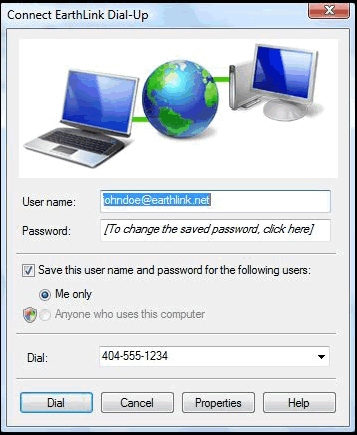 Connect EarthLink Dial-Up
User name: johndoe@earthlink.net
Password: [To change the saved password, click here]
Save this user name and password for the following users:
Me only
Anyone who uses this computer
Dial: 404-555-1234
Dial Cancel Properties Help